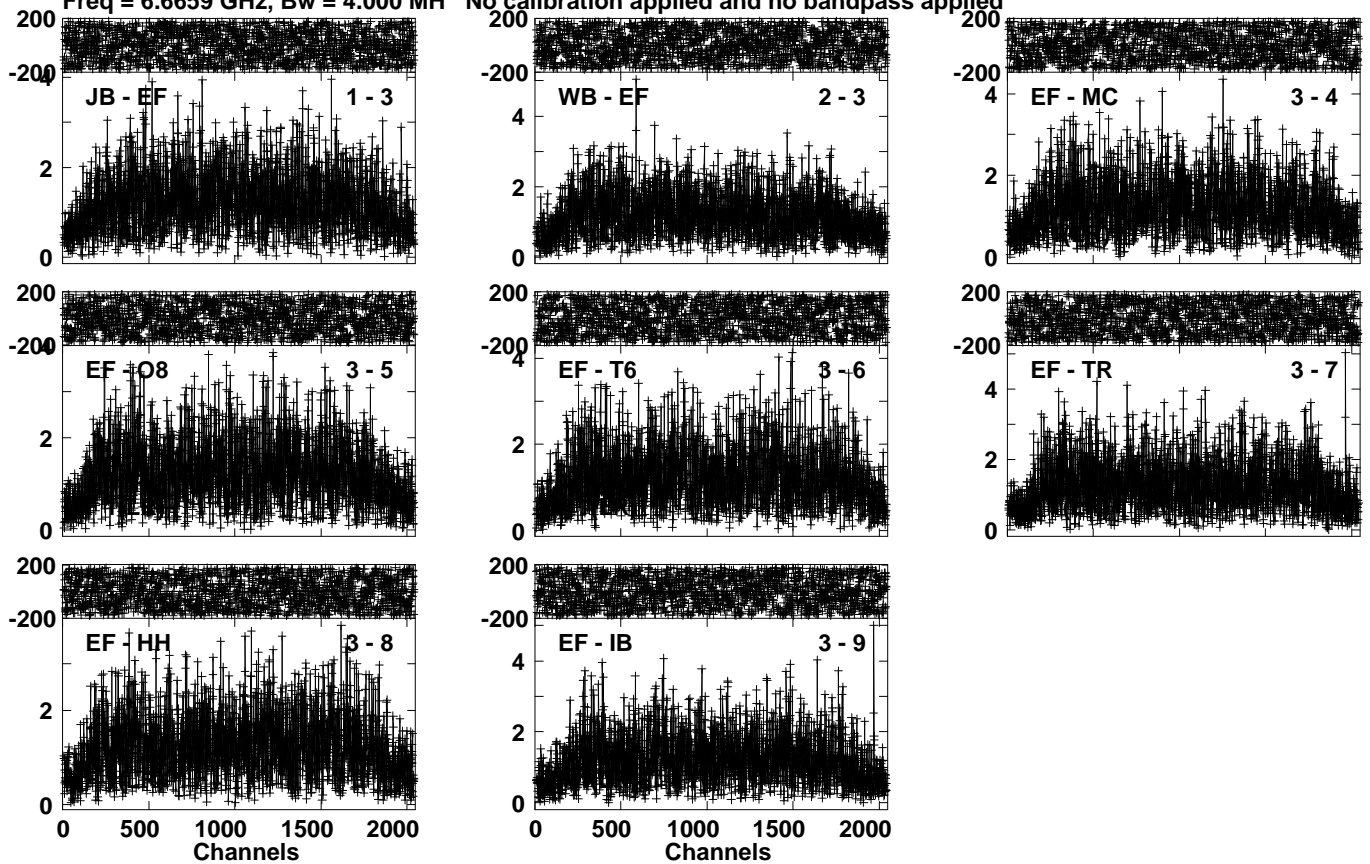 Freq = 6.6659 GHz, Bw = 4.000 MH No calibration applied and no bandpass applied
200 200 200
-200 -200 -200
4
JB - EF 1 - 3 WB - EF 2 - 3 EF - MC 3 - 4
4 4
2 2 2
0 0 0
200 200 200
-200 -200 -200
4 4
EF - O8 3 - 5 EF - T6 3 - 6 EF - TR 3 - 7
4
2 2 2
0 0 0
200 200
-200 -200
EF - HH 3 - 8 EF - IB 3 - 9
4
2 2
0 0
0 500 1000 1500 2000 0 500 1000 1500 2000
Channels Channels